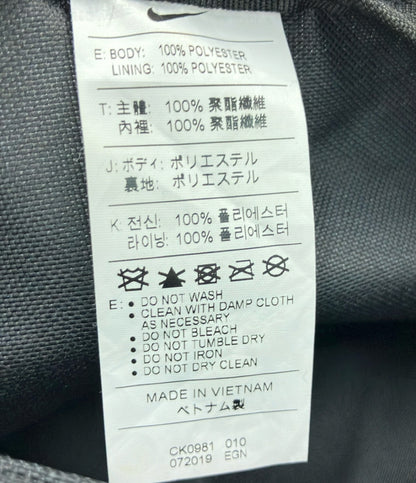 E: BODY: 100% POLYESTER
LINING: 100% POLYESTER
T: 主體: 100% 聚酯纖維
內裡: 100% 聚酯纖維
J: ボディ: ポリエステル
裏地: ポリエステル
K: 전신: 100% 폴리에스터
라이닝: 100% 폴리에스터
E: • DO NOT WASH
• CLEAN WITH DAMP CLOTH
AS NECESSARY
• DO NOT BLEACH
• DO NOT TUMBLE DRY
• DO NOT IRON
• DO NOT DRY CLEAN
MADE IN VIETNAM
ベトナム製
CK0981 010
072019 EGN